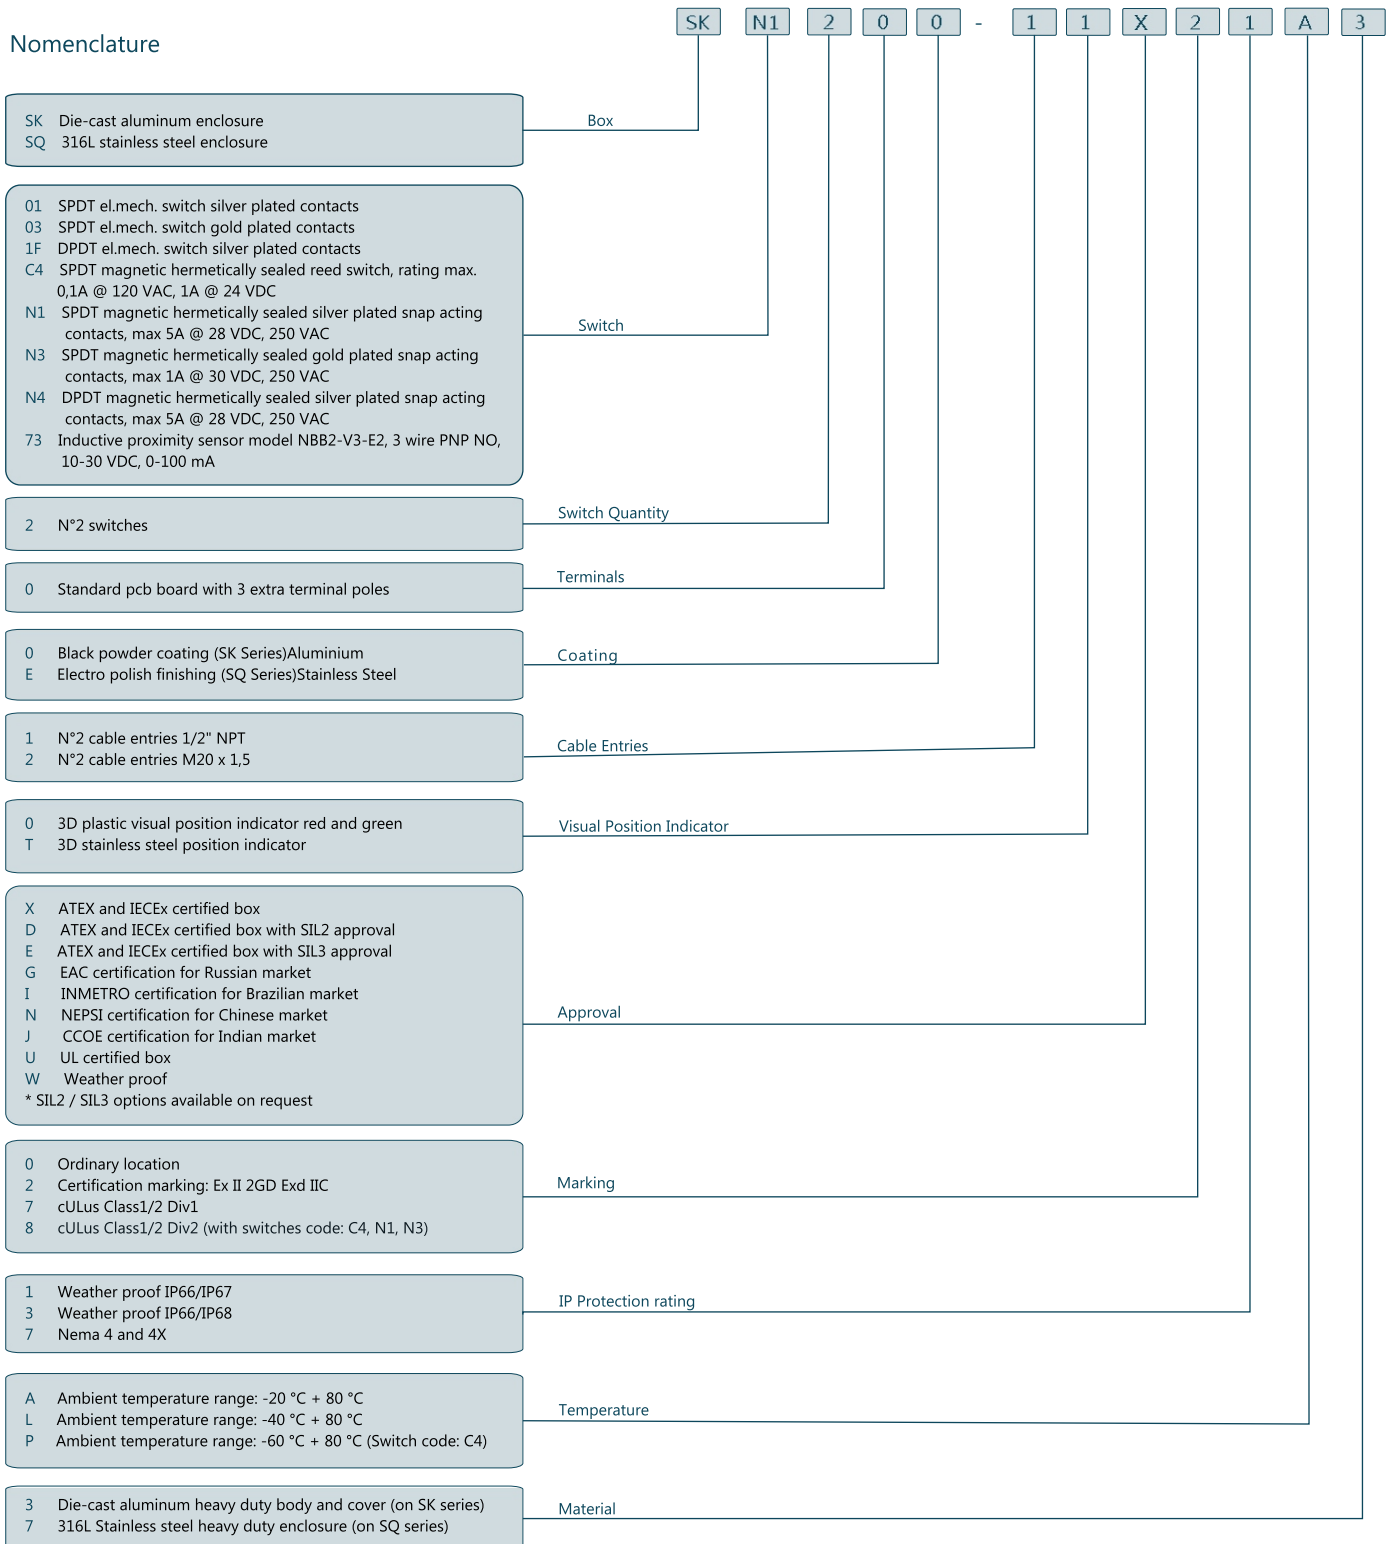 SK N1 2 0 0 - 1 1 X 2 1 A 3
Nomenclature
SK Die-cast aluminum enclosure
SQ 316L stainless steel enclosure
Box
01 SPDT el.mech. switch silver plated contacts
03 SPDT el.mech. switch gold plated contacts
1F DPDT el.mech. switch silver plated contacts
C4 SPDT magnetic hermetically sealed reed switch, rating max.
0,1A @ 120 VAC, 1A @ 24 VDC
N1 SPDT magnetic hermetically sealed silver plated snap acting
contacts, max 5A @ 28 VDC, 250 VAC
N3 SPDT magnetic hermetically sealed gold plated snap acting
contacts, max 1A @ 30 VDC, 250 VAC
N4 DPDT magnetic hermetically sealed silver plated snap acting
contacts, max 5A @ 28 VDC, 250 VAC
73 Inductive proximity sensor model NBB2-V3-E2, 3 wire PNP NO,
10-30 VDC, 0-100 mA
Switch
2 N°2 switches
Switch Quantity
0 Standard pcb board with 3 extra terminal poles
Terminals
0 Black powder coating (SK Series)Aluminium
E Electro polish finishing (SQ Series)Stainless Steel
Coating
1 N°2 cable entries 1/2" NPT
2 N°2 cable entries M20 x 1,5
Cable Entries
0 3D plastic visual position indicator red and green
T 3D stainless steel position indicator
Visual Position Indicator
X ATEX and IECEx certified box
D ATEX and IECEx certified box with SIL2 approval
E ATEX and IECEx certified box with SIL3 approval
G EAC certification for Russian market
I INMETRO certification for Brazilian market
N NEPSI certification for Chinese market
J CCOE certification for Indian market
U UL certified box
W Weather proof
* SIL2 / SIL3 options available on request
Approval
0 Ordinary location
2 Certification marking: Ex II 2GD Exd IIC
7 cULus Class1/2 Div1
8 cULus Class1/2 Div2 (with switches code: C4, N1, N3)
Marking
1 Weather proof IP66/IP67
3 Weather proof IP66/IP68
7 Nema 4 and 4X
IP Protection rating
A Ambient temperature range: -20 °C + 80 °C
L Ambient temperature range: -40 °C + 80 °C
P Ambient temperature range: -60 °C + 80 °C (Switch code: C4)
Temperature
3 Die-cast aluminum heavy duty body and cover (on SK series)
7 316L Stainless steel heavy duty enclosure (on SQ series)
Material